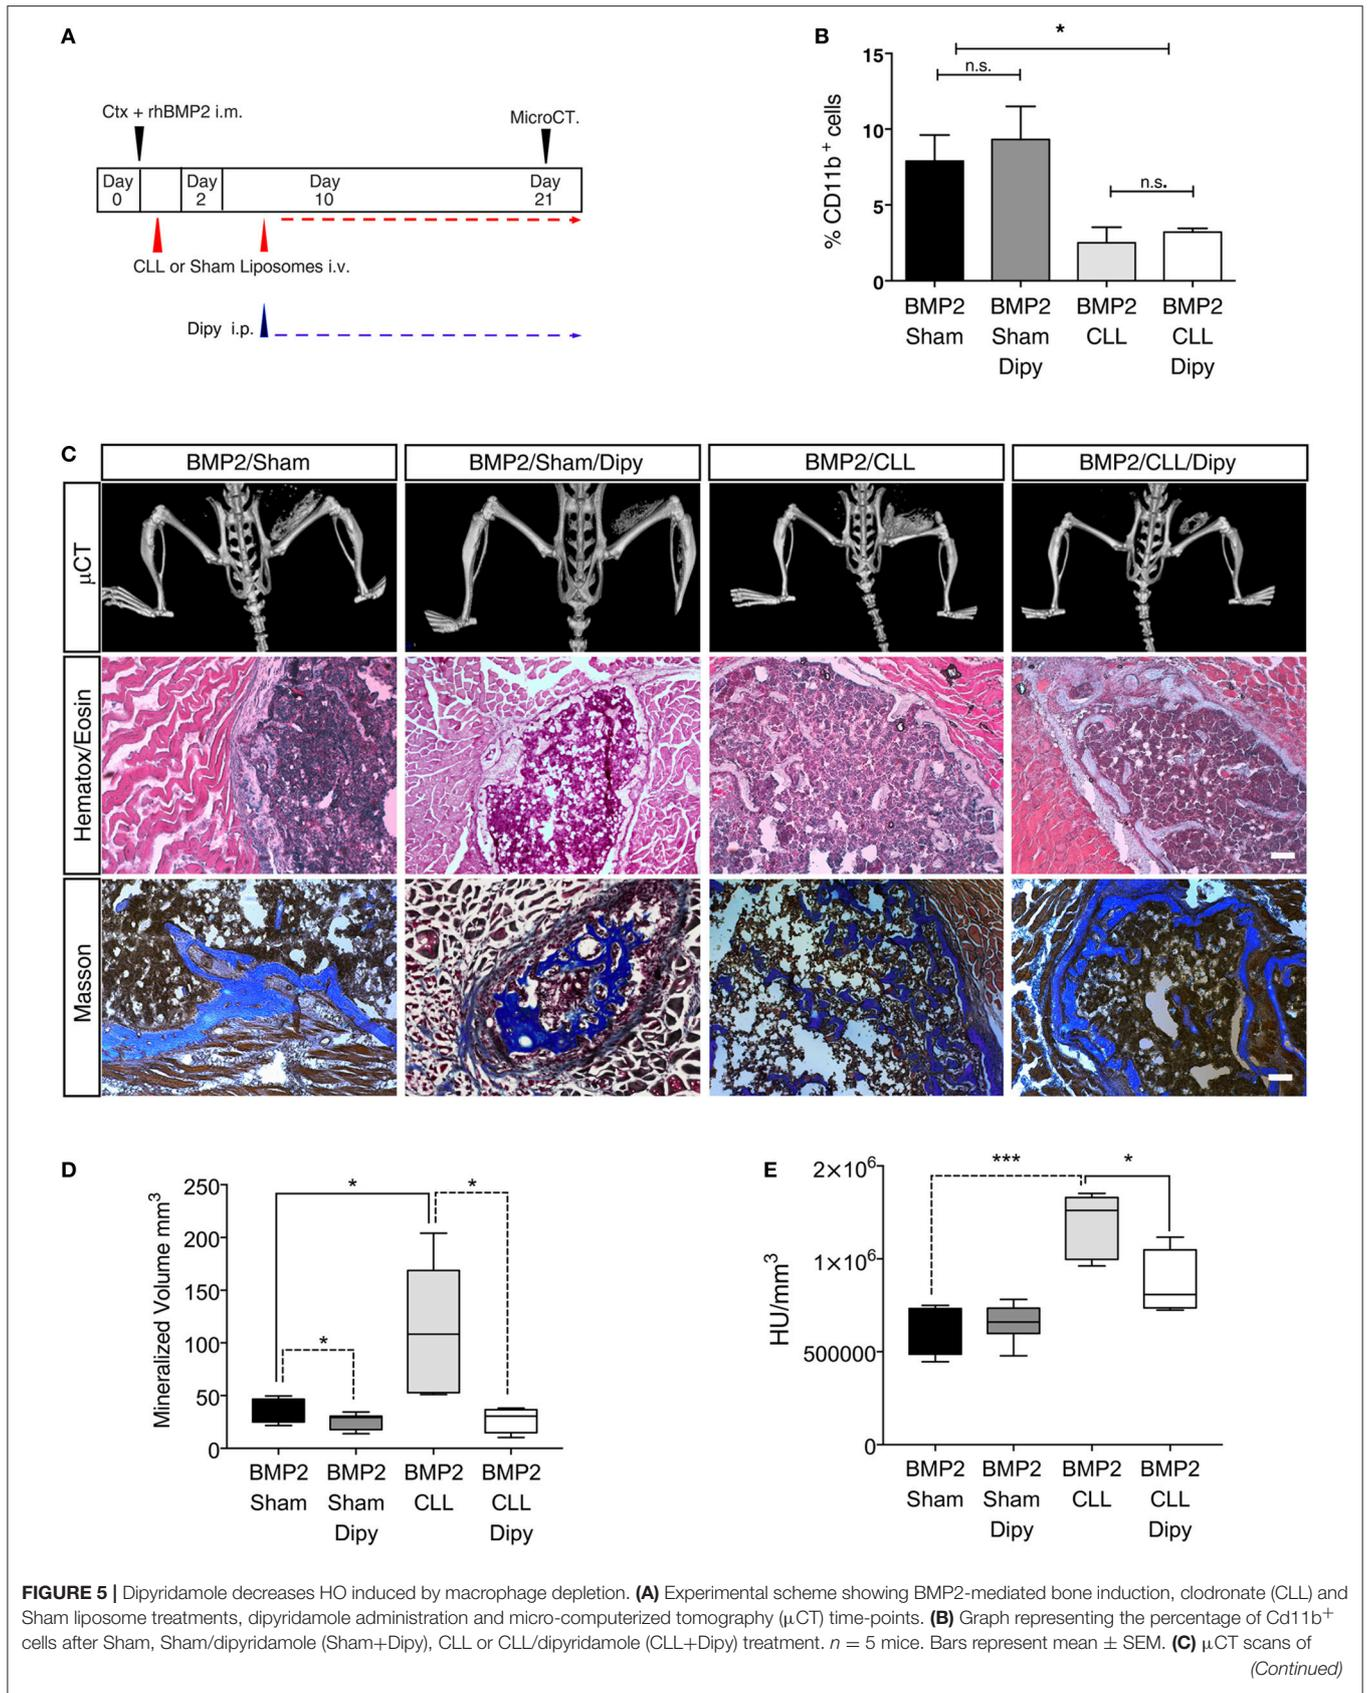 A
Ctx + rhBMP2 i.m.
MicroCT.
Day Day Day Day
0 2 10 21
CLL or Sham Liposomes i.v.
Dipy i.p.
B
*
n.s.
n.s.
15
10
5
0
% CD11b⁺ cells
BMP2 BMP2 BMP2 BMP2
Sham Sham CLL CLL
Dipy Dipy
C
BMP2/Sham BMP2/Sham/Dipy BMP2/CLL BMP2/CLL/Dipy
µCT
Hematox/Eosin
Masson
D
* *
*
250
200
150
100
50
0
Mineralized Volume mm³
BMP2 BMP2 BMP2 BMP2
Sham Sham CLL CLL
Dipy Dipy
E
*** *
2×10⁶
1×10⁶
500000
0
HU/mm³
BMP2 BMP2 BMP2 BMP2
Sham Sham CLL CLL
Dipy Dipy
FIGURE 5 | Dipyridamole decreases HO induced by macrophage depletion. (A) Experimental scheme showing BMP2-mediated bone induction, clodronate (CLL) and
Sham liposome treatments, dipyridamole administration and micro-computerized tomography (µCT) time-points. (B) Graph representing the percentage of Cd11b⁺
cells after Sham, Sham/dipyridamole (Sham+Dipy), CLL or CLL/dipyridamole (CLL+Dipy) treatment. n = 5 mice. Bars represent mean ± SEM. (C) µCT scans of
(Continued)